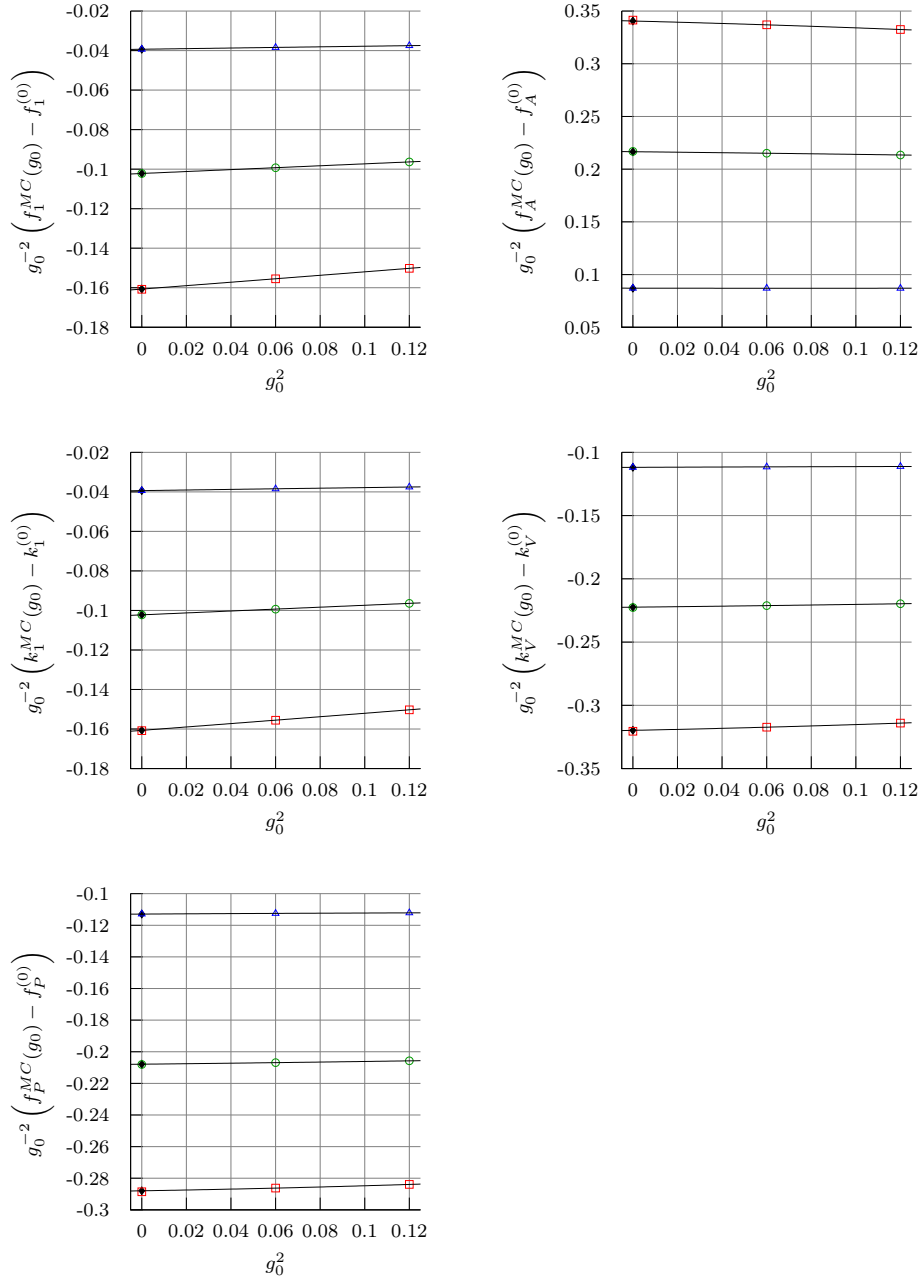 g_0^{-2} ( f_1^{MC}(g_0) − f_1^{(0)} )
-0.02
-0.04
-0.06
-0.08
-0.1
-0.12
-0.14
-0.16
-0.18
0 0.02 0.04 0.06 0.08 0.1 0.12
g_0^2
g_0^{-2} ( f_A^{MC}(g_0) − f_A^{(0)} )
0.35
0.3
0.25
0.2
0.15
0.1
0.05
0 0.02 0.04 0.06 0.08 0.1 0.12
g_0^2
g_0^{-2} ( k_1^{MC}(g_0) − k_1^{(0)} )
-0.02
-0.04
-0.06
-0.08
-0.1
-0.12
-0.14
-0.16
-0.18
0 0.02 0.04 0.06 0.08 0.1 0.12
g_0^2
g_0^{-2} ( k_V^{MC}(g_0) − k_V^{(0)} )
-0.1
-0.15
-0.2
-0.25
-0.3
-0.35
0 0.02 0.04 0.06 0.08 0.1 0.12
g_0^2
g_0^{-2} ( f_P^{MC}(g_0) − f_P^{(0)} )
-0.1
-0.12
-0.14
-0.16
-0.18
-0.2
-0.22
-0.24
-0.26
-0.28
-0.3
0 0.02 0.04 0.06 0.08 0.1 0.12
g_0^2